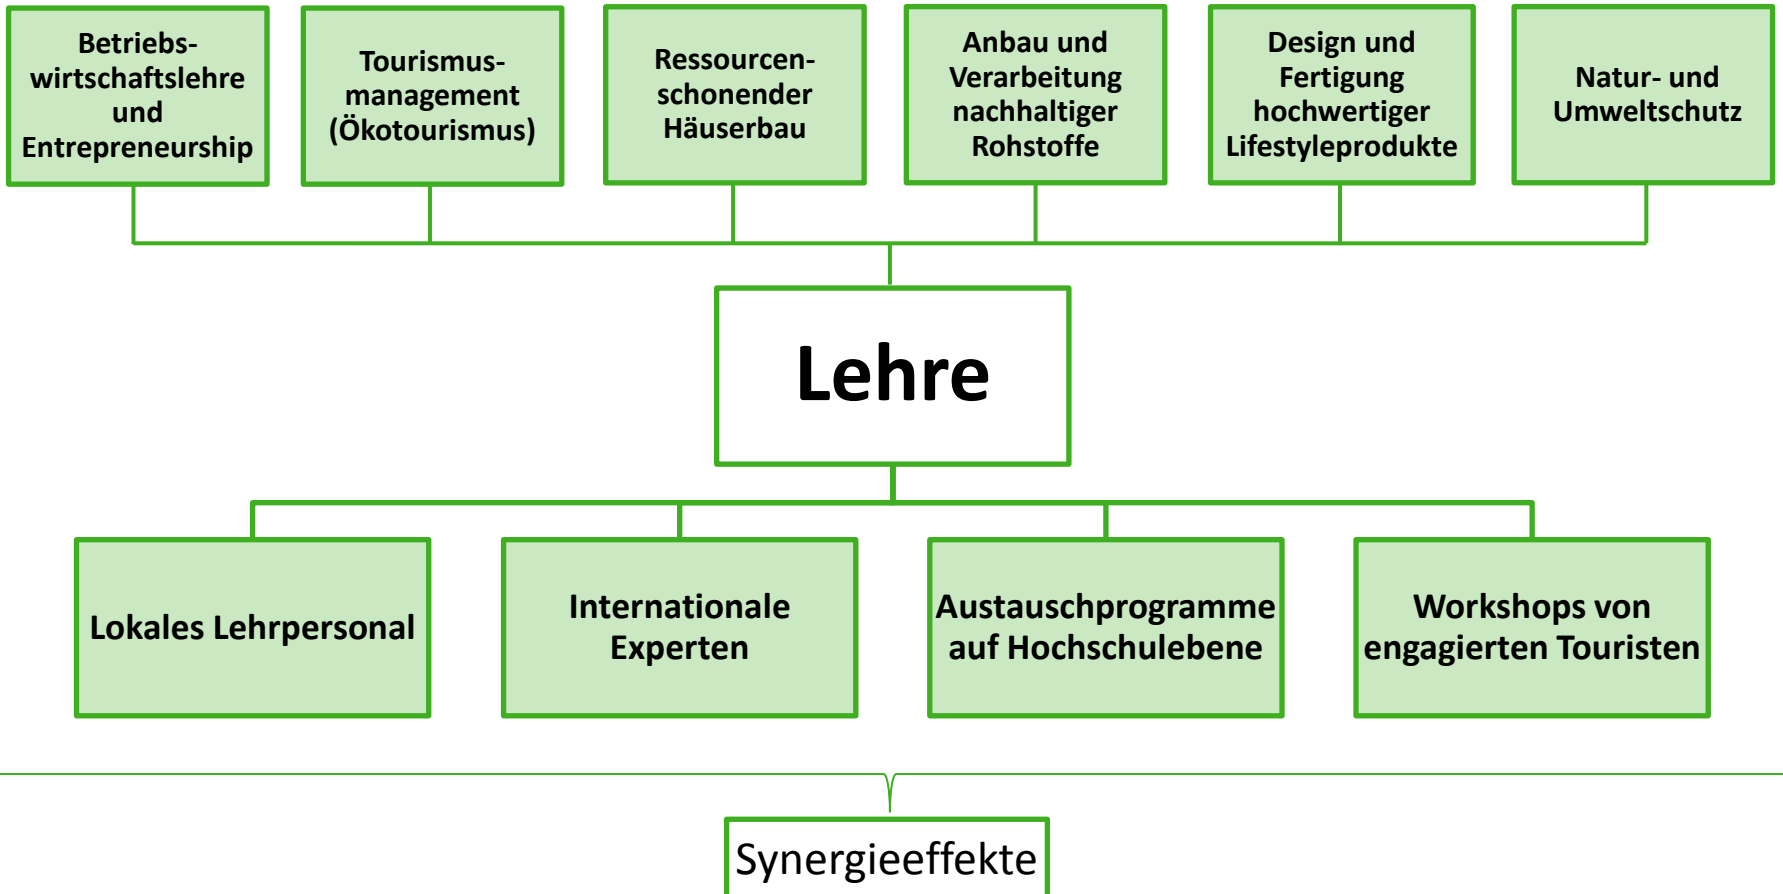 Betriebs-
wirtschaftslehre
und
Entrepreneurship
Tourismus-
management
(Ökotourismus)
Ressourcen-
schonender
Häuserbau
Anbau und
Verarbeitung
nachhaltiger
Rohstoffe
Design und
Fertigung
hochwertiger
Lifestyleprodukte
Natur- und
Umweltschutz
Lehre
Lokales Lehrpersonal
Internationale
Experten
Austauschprogramme
auf Hochschulebene
Workshops von
engagierten Touristen
Synergieeffekte